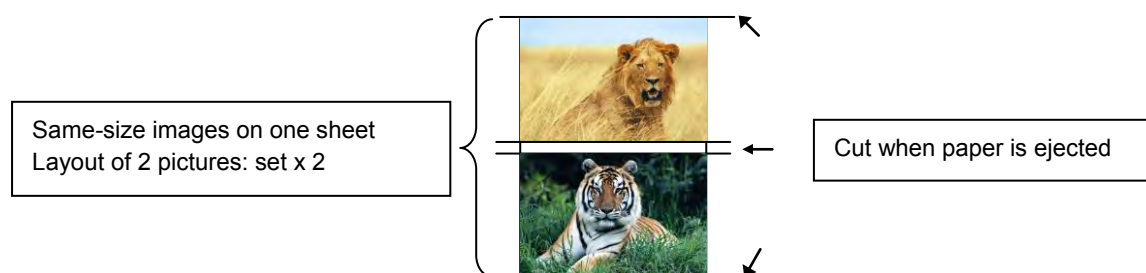 Same-size images on one sheet
Layout of 2 pictures: set x 2
Cut when paper is ejected